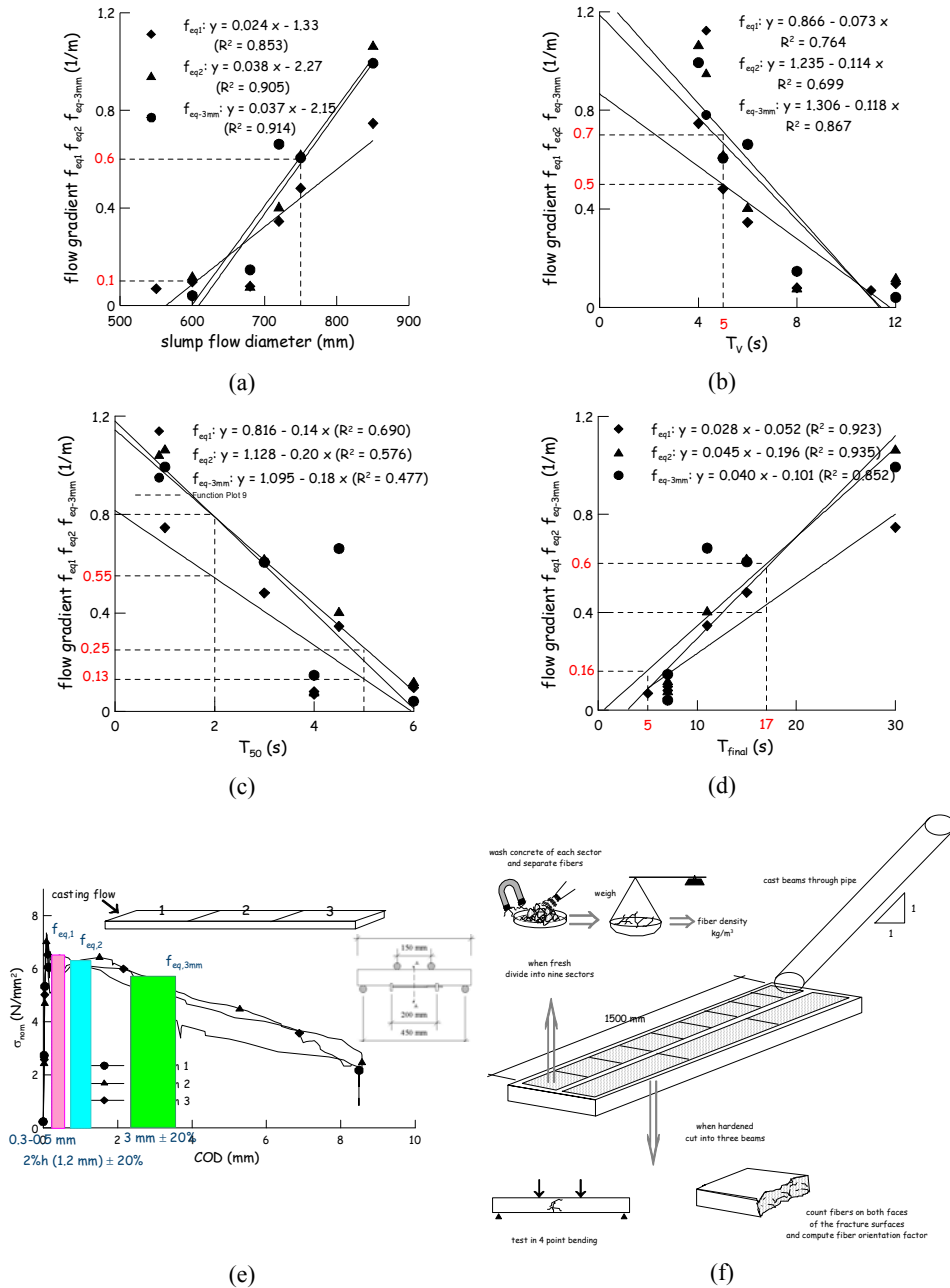 f_eq1: y = 0.024 x - 1.33
(R² = 0.853)
f_eq2: y = 0.038 x - 2.27
(R² = 0.905)
f_eq-3mm: y = 0.037 x - 2.15
(R² = 0.914)
flow gradient f_eq1 f_eq2 f_eq-3mm (1/m)
1.2
0.8
0.6
0.4
0.1
0
500 600 700 800 900
slump flow diameter (mm)
(a)
f_eq1: y = 0.866 - 0.073 x
R² = 0.764
f_eq2: y = 1,235 - 0.114 x
R² = 0.699
f_eq-3mm: y = 1.306 - 0.118 x
R² = 0.867
flow gradient f_eq1 f_eq2 f_eq-3mm (1/m)
1.2
0.8
0.7
0.5
0.4
0
0 4 5 8 12
T_V (s)
(b)
f_eq1: y = 0.816 - 0.14 x (R² = 0.690)
f_eq2: y = 1,128 - 0.20 x (R² = 0.576)
f_eq-3mm: y = 1.095 - 0.18 x (R² = 0.477)
Function Plot 9
flow gradient f_eq1 f_eq2 f_eq-3mm (1/m)
1.2
0.8
0.55
0.4
0.25
0.13
0
0 2 4 6
T_50 (s)
(c)
f_eq1: y = 0.028 x - 0.052 (R² = 0.923)
f_eq2: y = 0.045 x - 0.196 (R² = 0.935)
f_eq-3mm: y = 0.040 x - 0.101 (R² = 0.852)
flow gradient f_eq1 f_eq2 f_eq-3mm (1/m)
1.2
0.8
0.6
0.4
0.16
0
0 5 10 17 20 30
T_final (s)
(d)
casting flow
1 2 3
f_eq,1
f_eq,2
f_eq,3mm
150 mm
200 mm
450 mm
σ_nom (N/mm²)
8
6
4
2
0
1
2
3
2 4 6 8 10
0.3-0.5 mm
3 mm ± 20%
2%h (1,2 mm) ± 20%
COD (mm)
(e)
wash concrete of each sector
and separate fibers
weigh
fiber density
kg/m³
cast beams through pipe
1
1
when fresh
divide into nine sectors
1500 mm
when hardened
cut into three beams
test in 4 point bending
count fibers on both faces
of the fracture surfaces
and compute fiber orientation factor
(f)